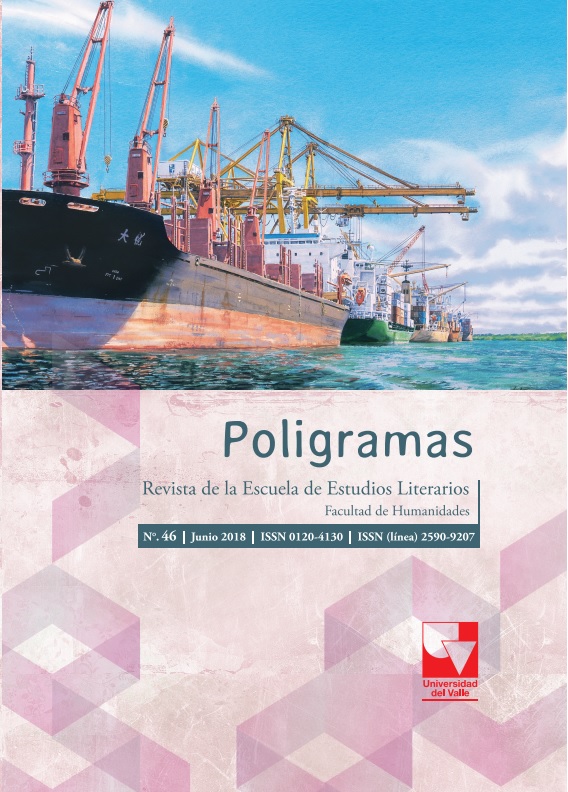 Poligramas
Revista de la Escuela de Estudios Literarios
Facultad de Humanidades
N°. 46 | Junio 2018 | ISSN 0120-4130 | ISSN (línea) 2590-9207
Universidad
del Valle